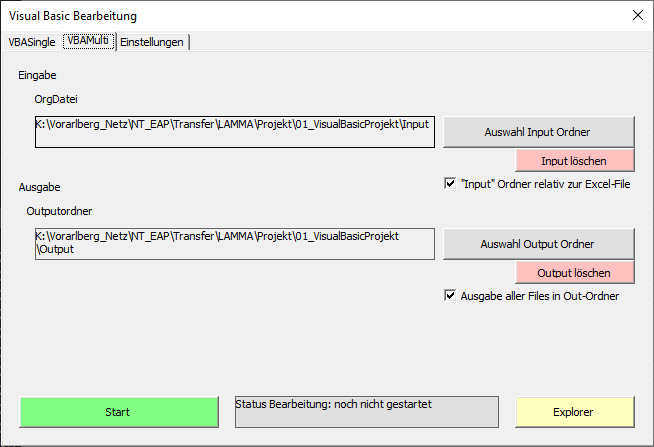 Visual Basic Bearbeitung
VBASingle VBAMulti Einstellungen
Eingabe
OrgDatei
K:\Vorarlberg_Netz\NT_EAP\Transfer\LAMMA\Projekt\01_VisualBasicProjekt\Input
Auswahl Input Ordner
Input löschen
"Input" Ordner relativ zur Excel-File
Ausgabe
Outputordner
K:\Vorarlberg_Netz\NT_EAP\Transfer\LAMMA\Projekt\01_VisualBasicProjekt
\Output
Auswahl Output Ordner
Output löschen
Ausgabe aller Files in Out-Ordner
Start
Status Bearbeitung: noch nicht gestartet
Explorer